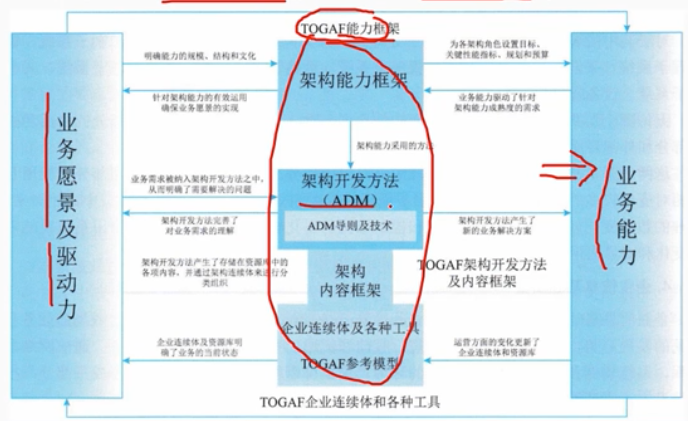 TOGAF能力框架
明确能力的规模、结构和文化
为各架构角色设置目标、
关键性能指标、规划和预算
架构能力框架
针对架构能力的有效运用
确保业务愿景的实现
业务能力驱动了针对
架构能力成熟度的需求
架构能力采用的方法
业务愿景及驱动力
业务能力
业务需求被纳入架构开发方法之中,
从而明确了需要解决的问题
架构开发方法
(ADM)
ADM导则及技术
架构开发方法完善了
对业务需求的理解
架构开发方法产生了
新的业务解决方案
架构开发方法产生了存储在资源库中的
各项内容,并通过架构连续体来进行分
类组织
架构
内容框架
TOGAF架构开发方法
及内容框架
企业连续体及各种工具
企业连续体及资源库明
确了业务的当前状态
运营方面的变化更新了
企业连续体和资源库
TOGAF参考模型
TOGAF企业连续体和各种工具